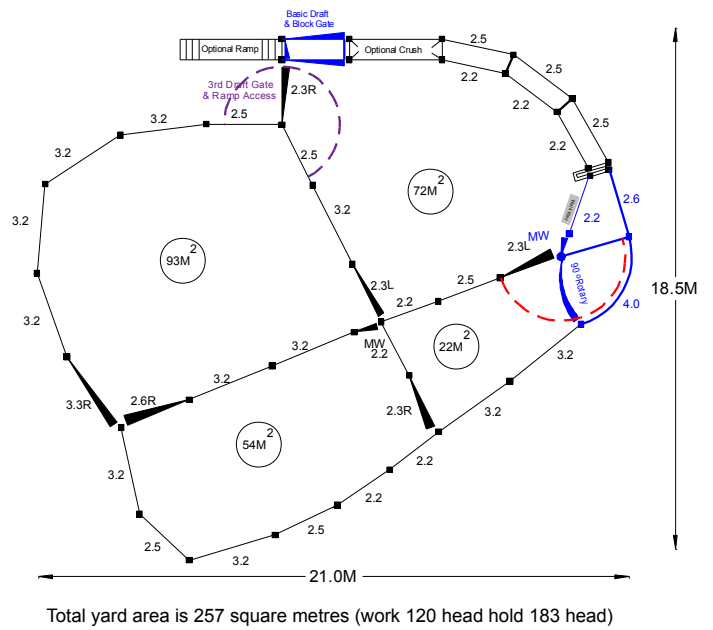 Basic Draft
& Block Gate
Optional Ramp
Optional Crush
2.5
2.2
2.5
2.2
2.5
2.2
3rd Draft Gate
& Ramp Access
2.3R
2.5
2.5
3.2
3.2
3.2
3.2
3.2
3.3R
93M2
72M2
3.2
2.3L
2.2
2.5
2.3L
MW
2.2
2.6
90 oRotary
4.0
18.5M
22M2
MW
2.2
2.3R
3.2
3.2
3.2
3.2
2.6R
54M2
3.2
2.5
3.2
2.5
2.2
2.2
21.0M
Total yard area is 257 square metres (work 120 head hold 183 head)